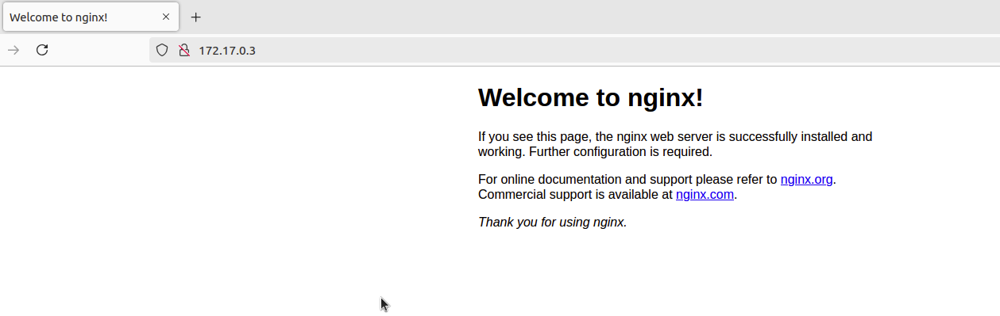 Welcome to nginx!
172.17.0.3
Welcome to nginx!
If you see this page, the nginx web server is successfully installed and
working. Further configuration is required.
For online documentation and support please refer to nginx.org.
Commercial support is available at nginx.com.
Thank you for using nginx.